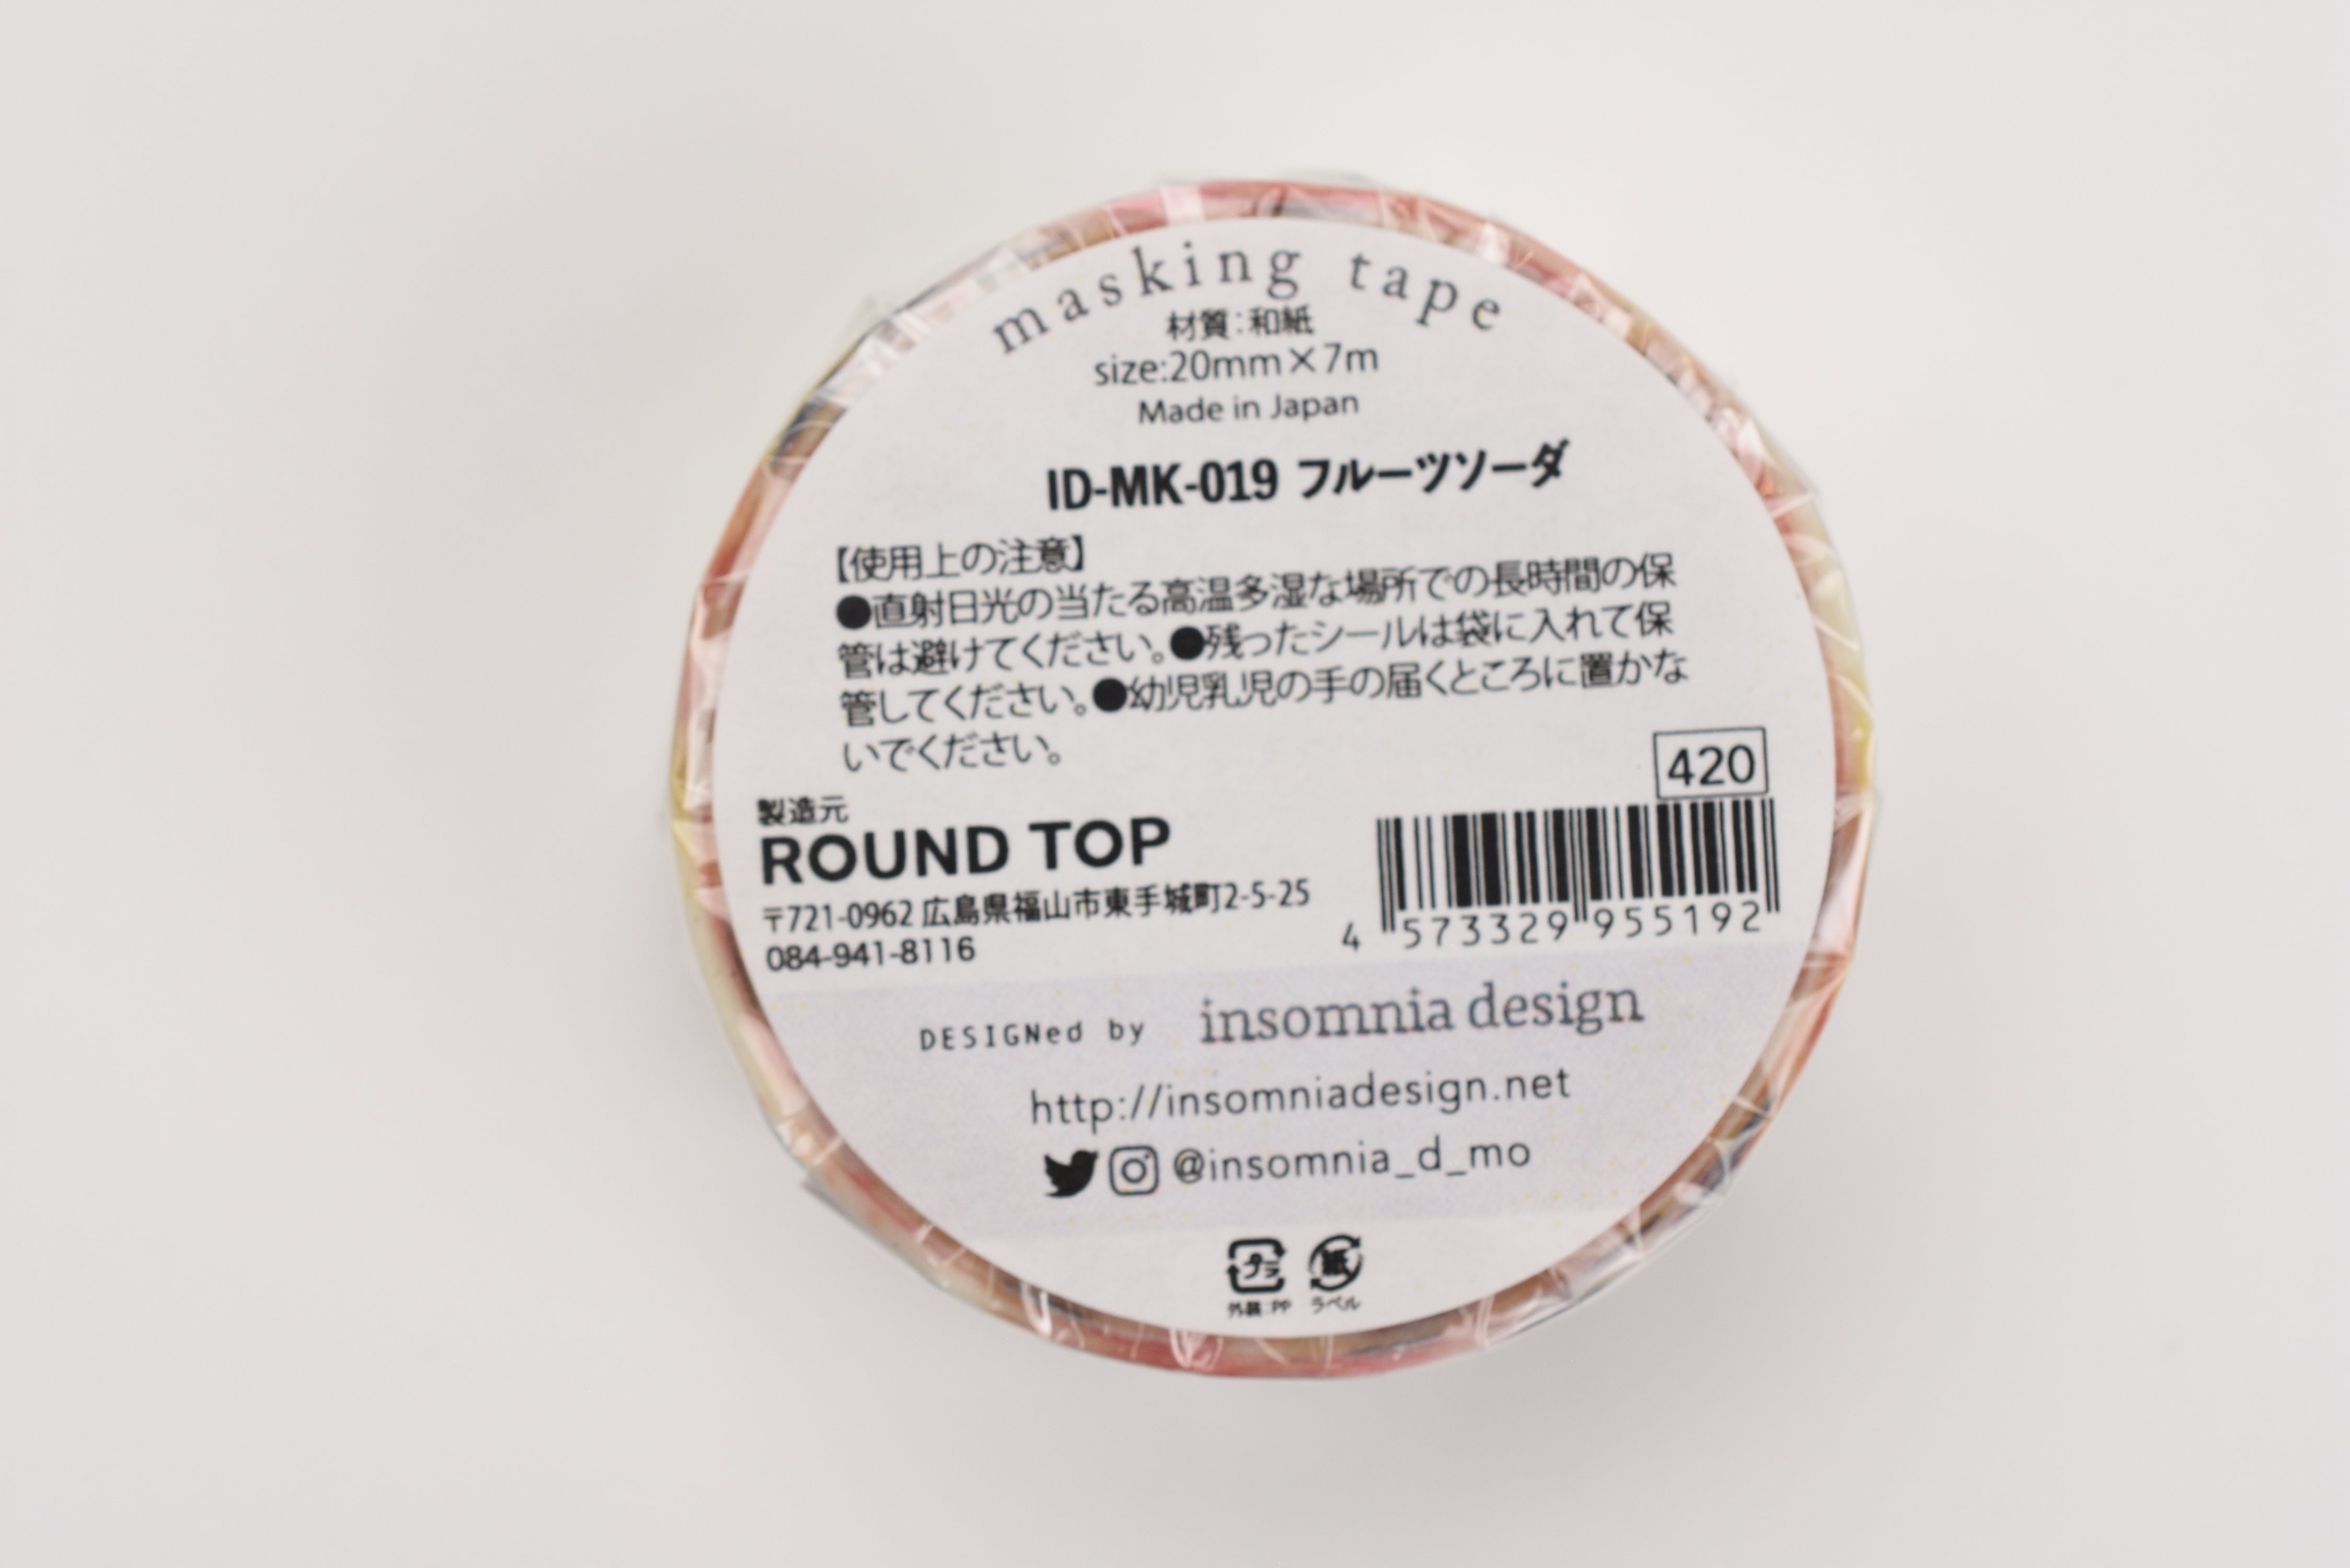 masking tape
材質:和紙
size:20mm×7m
Made in Japan
ID-MK-019 フルーツソーダ
【使用上の注意】
●直射日光の当たる高温多湿な場所での長時間の保
管は避けてください。●残ったシールは袋に入れて保
管してください。●幼児乳児の手の届くところに置かな
いでください。
420
製造元
ROUND TOP
〒721-0962 広島県福山市東手城町2-5-25
084-941-8116
4 573329 955192
DESIGNed by insomnia design
http://insomniadesign.net
@insomnia_d_mo
プラ 紙
外装:PP ラベル